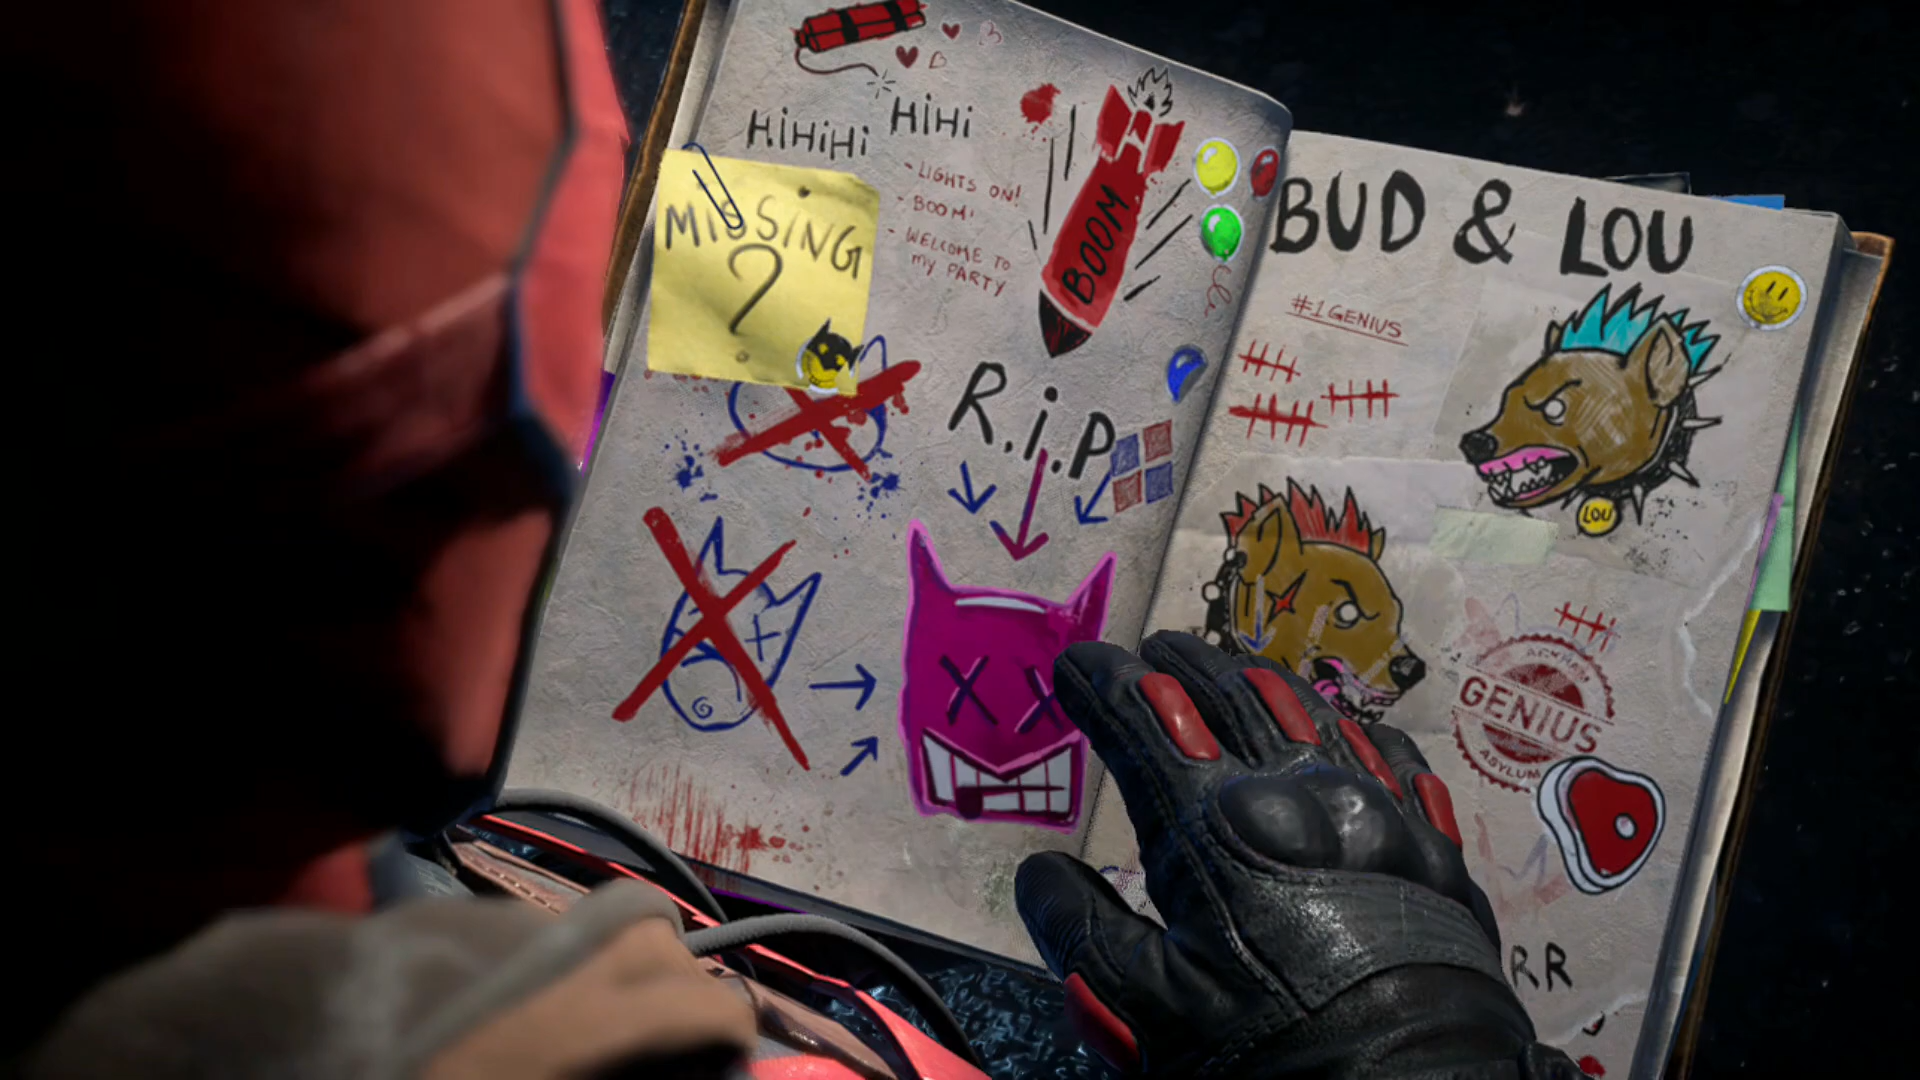 HiHiHi
HiHi
- LIGHTS ON!
- BOOM!
- WELCOME TO
MY PARTY
MISSING
?
BOOM
R.i.P
BUD & LOU
#1 GENIUS
LOU
GENIUS
ASYLUM
RR